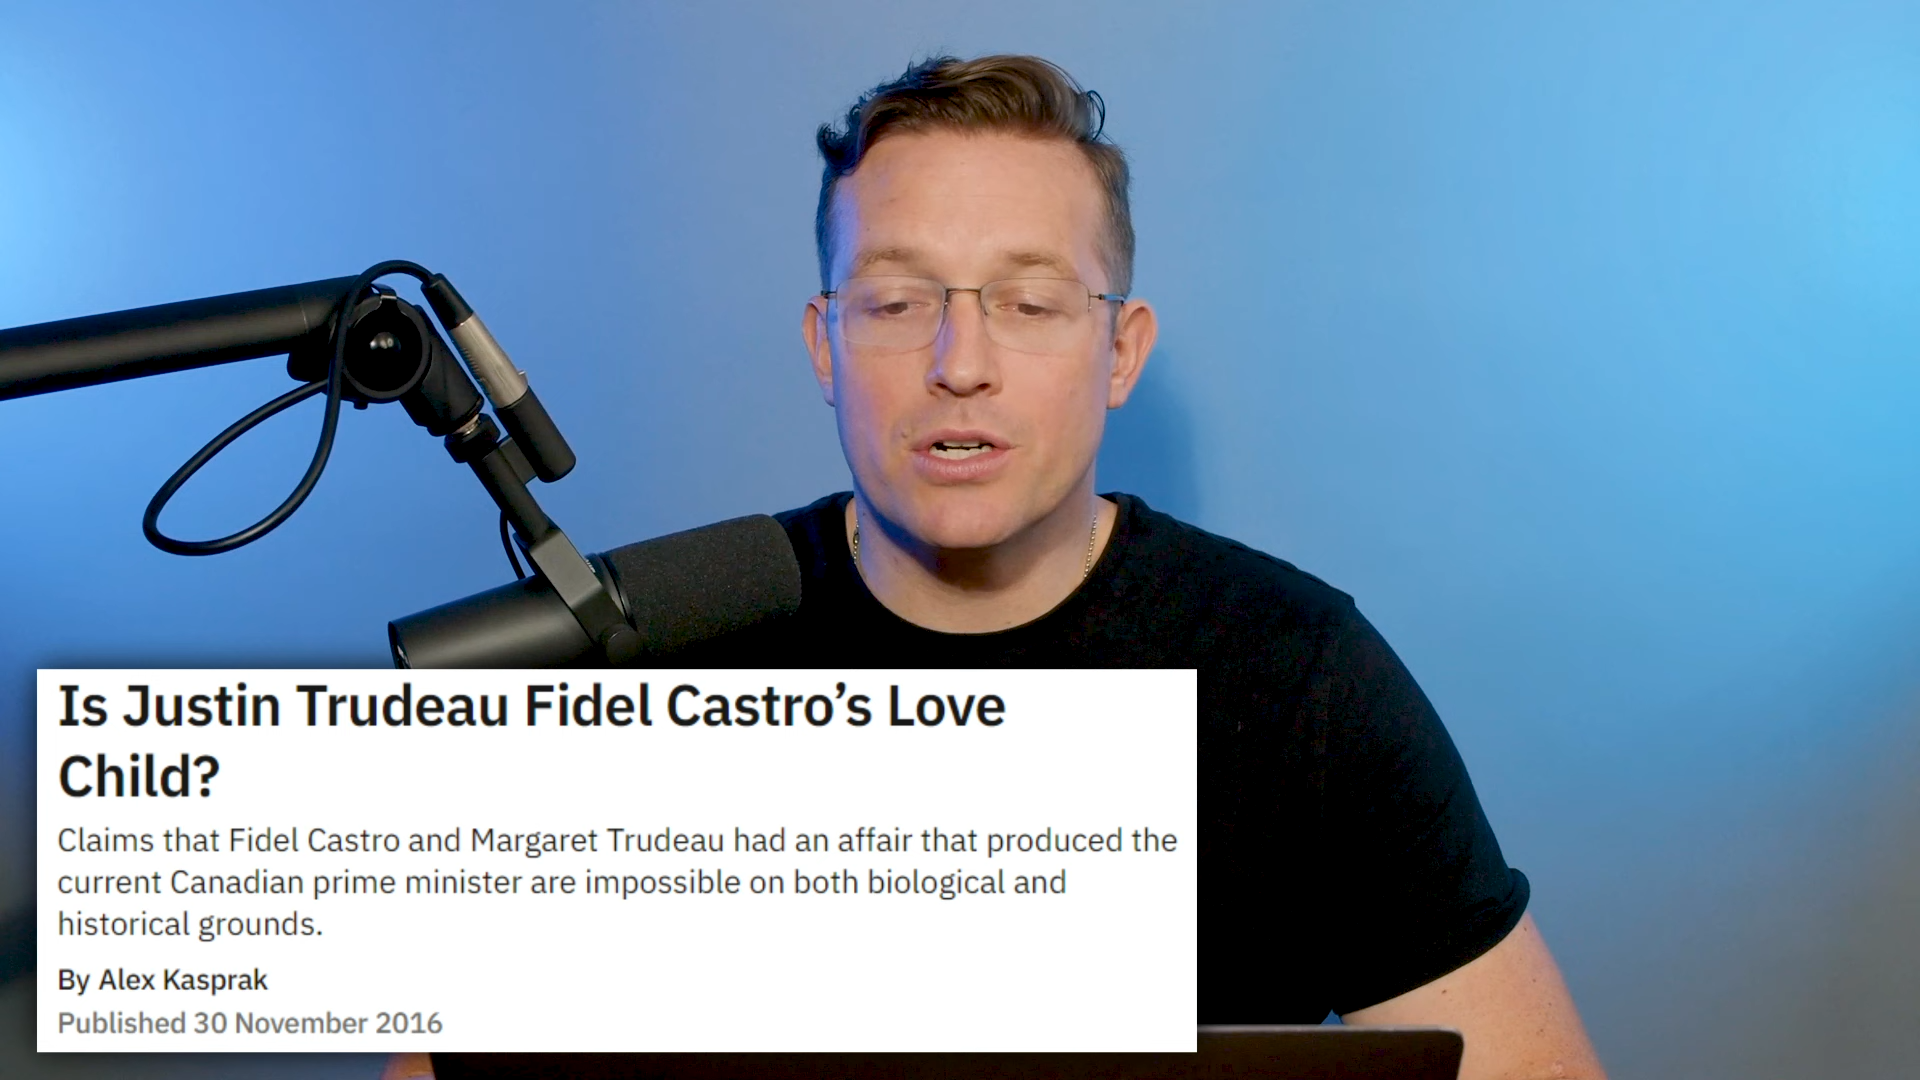 Is Justin Trudeau Fidel Castro’s Love
Child?
Claims that Fidel Castro and Margaret Trudeau had an affair that produced the
current Canadian prime minister are impossible on both biological and
historical grounds.
By Alex Kasprak
Published 30 November 2016